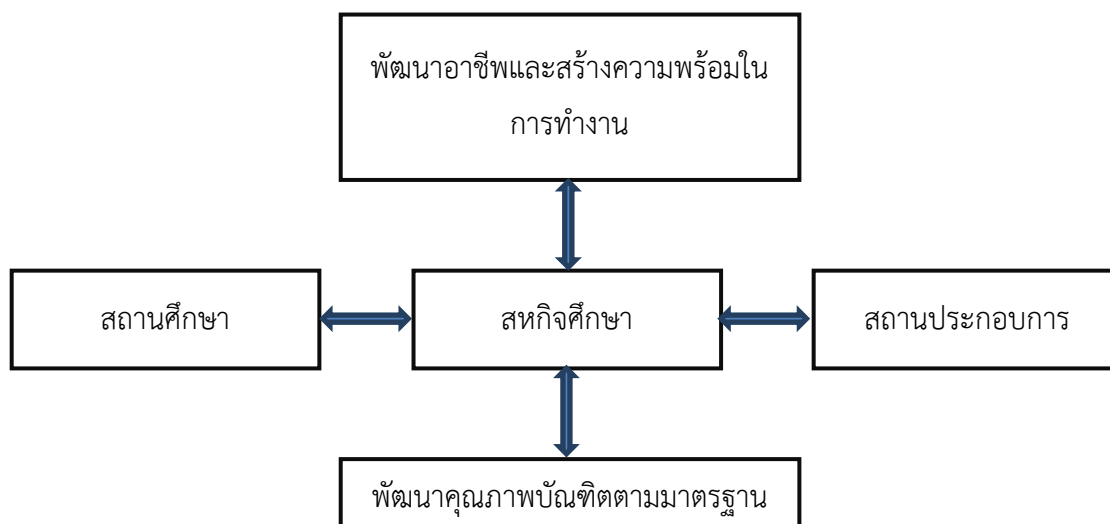 พัฒนาอาชีพและสร้างความพร้อมใน
การทำงาน
สถานศึกษา
สหกิจศึกษา
สถานประกอบการ
พัฒนาคุณภาพบัณฑิตตามมาตรฐาน